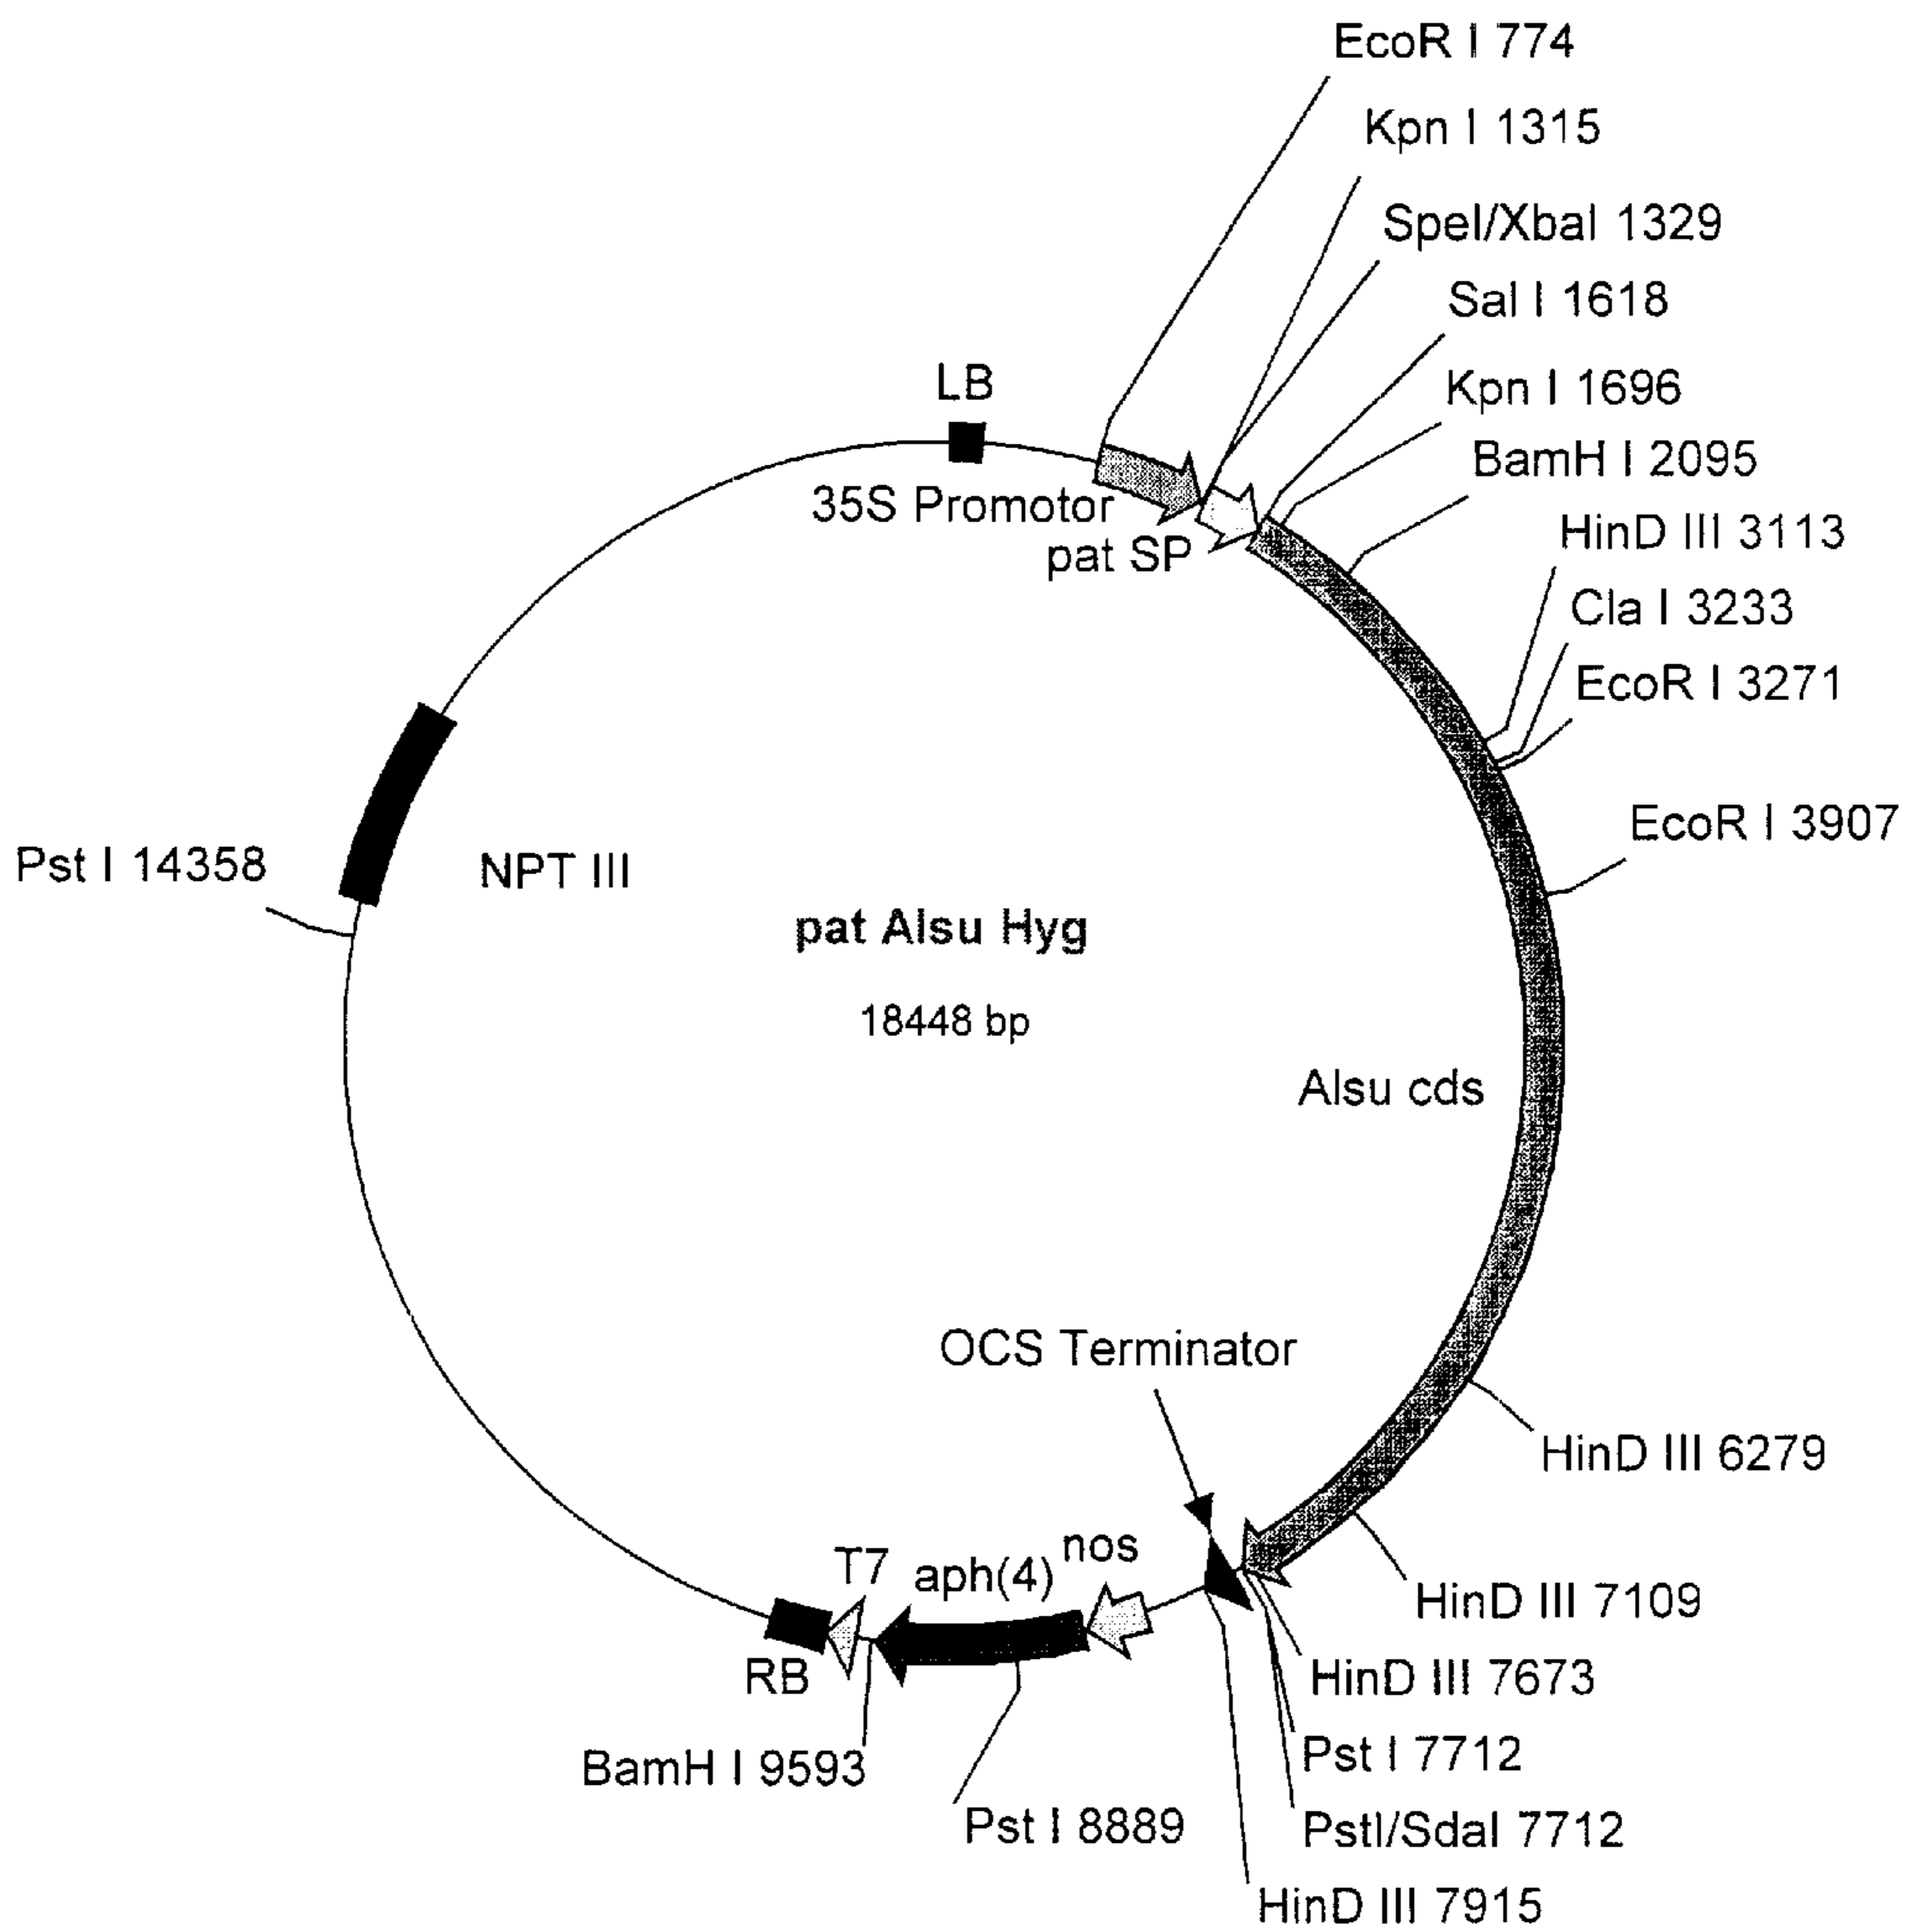 EcoR I 774
Kpn I 1315
SpeI/XbaI 1329
Sal I 1618
LB
Kpn I 1696
BamH I 2095
35S Promotor
HinD III 3113
pat SP
Cla I 3233
EcoR I 3271
EcoR I 3907
Pst I 14358
NPT III
pat Alsu Hyg
18448 bp
Alsu cds
OCS Terminator
HinD III 6279
nos
T7
aph(4)
HinD III 7109
RB
HinD III 7673
Pst I 7712
BamH I 9593
Pst I 8889
PstI/SdaI 7712
HinD III 7915